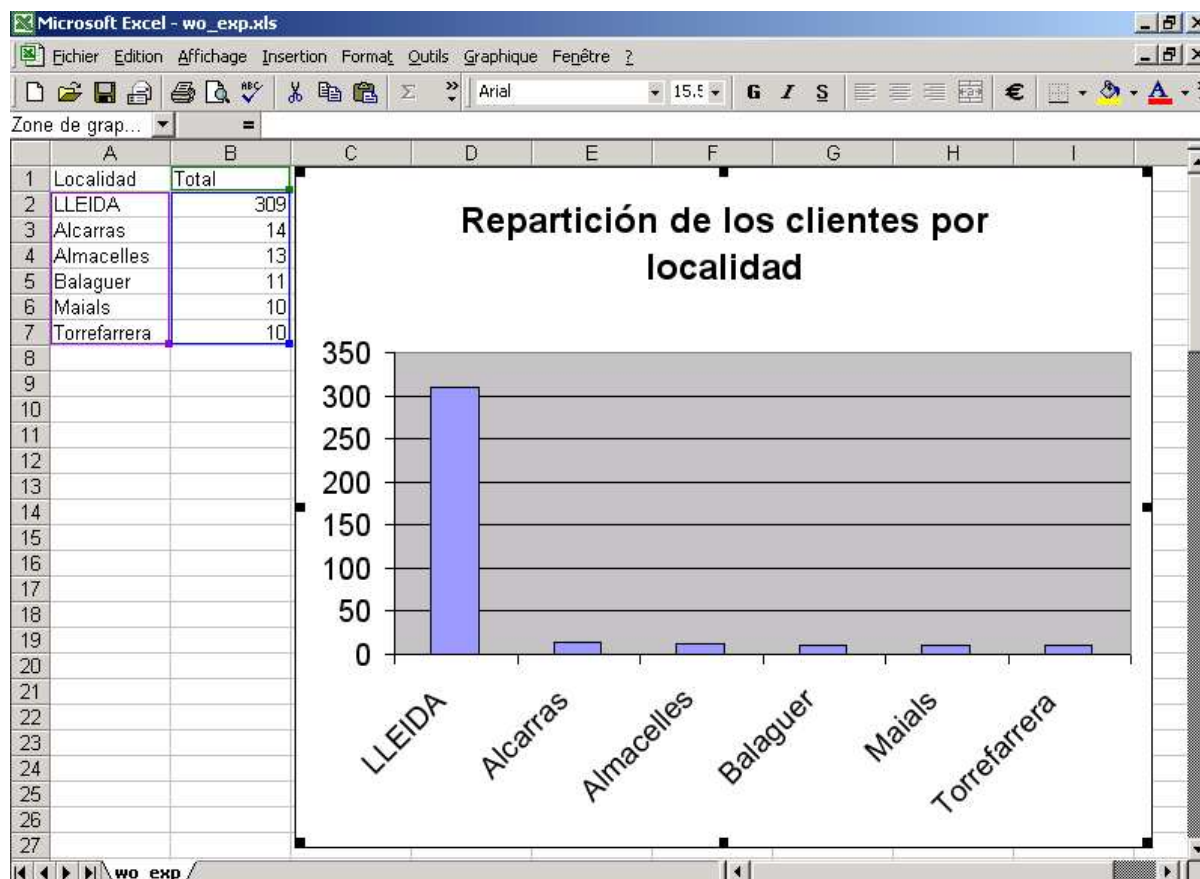 Microsoft Excel - wo_exp.xls
Fichier Edition Affichage Insertion Format Outils Graphique Fenêtre ?
ABC Σ » Arial 15.5 G I S €
Zone de grap... =
A B C D E F G H I
1 Localidad Total
2 LLEIDA 309
3 Alcarras 14
4 Almacelles 13
5 Balaguer 11
6 Maials 10
7 Torrefarrera 10
8
9
10
11
12
13
14
15
16
17
18
19
20
21
22
23
24
25
26
27
Repartición de los clientes por
localidad
350
300
250
200
150
100
50
0
LLEIDA Alcarras Almacelles Balaguer Maials Torrefarrera
wo_exp